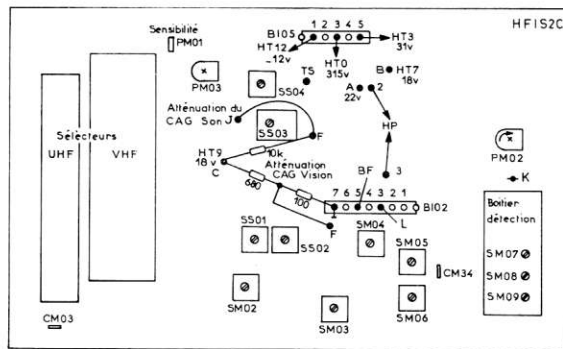 HFIS2C
Sensibilité
PM01
BI05
1 2 3 4 5
HT3
31v
HT12
_12v
HT0
315v
B
HT7
18v
PM03
TS
SS04
A
2
22v
Atténuation du
CAG Son
J
SS03
F
HP
Sélecteurs
UHF
VHF
PM02
HT9
18v
C
10k
Atténuation
CAG Vision
3
K
680
100
BF
7 6 5 4 3 2 1
BI02
Boitier
détection
F
L
SS01
SS02
SM04
SM05
SM07
CM34
SM08
SM02
SM09
SM03
SM06
CM03